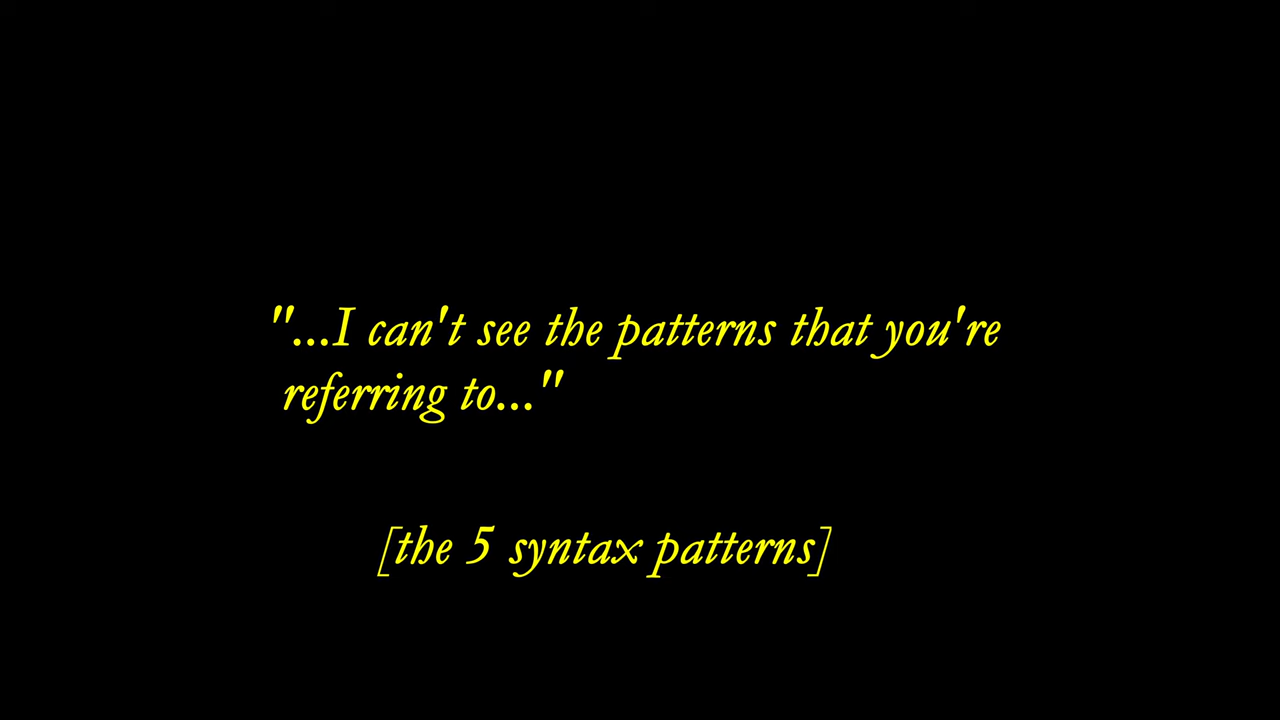 "...I can't see the patterns that you're
referring to..."
[the 5 syntax patterns]